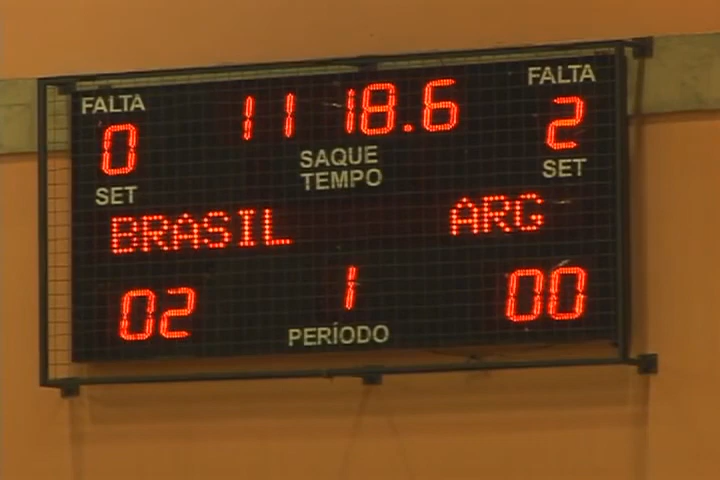 FALTA FALTA
0 11 18.6 2
SAQUE
TEMPO
SET SET
BRASIL ARG
02 1 00
PERÍODO